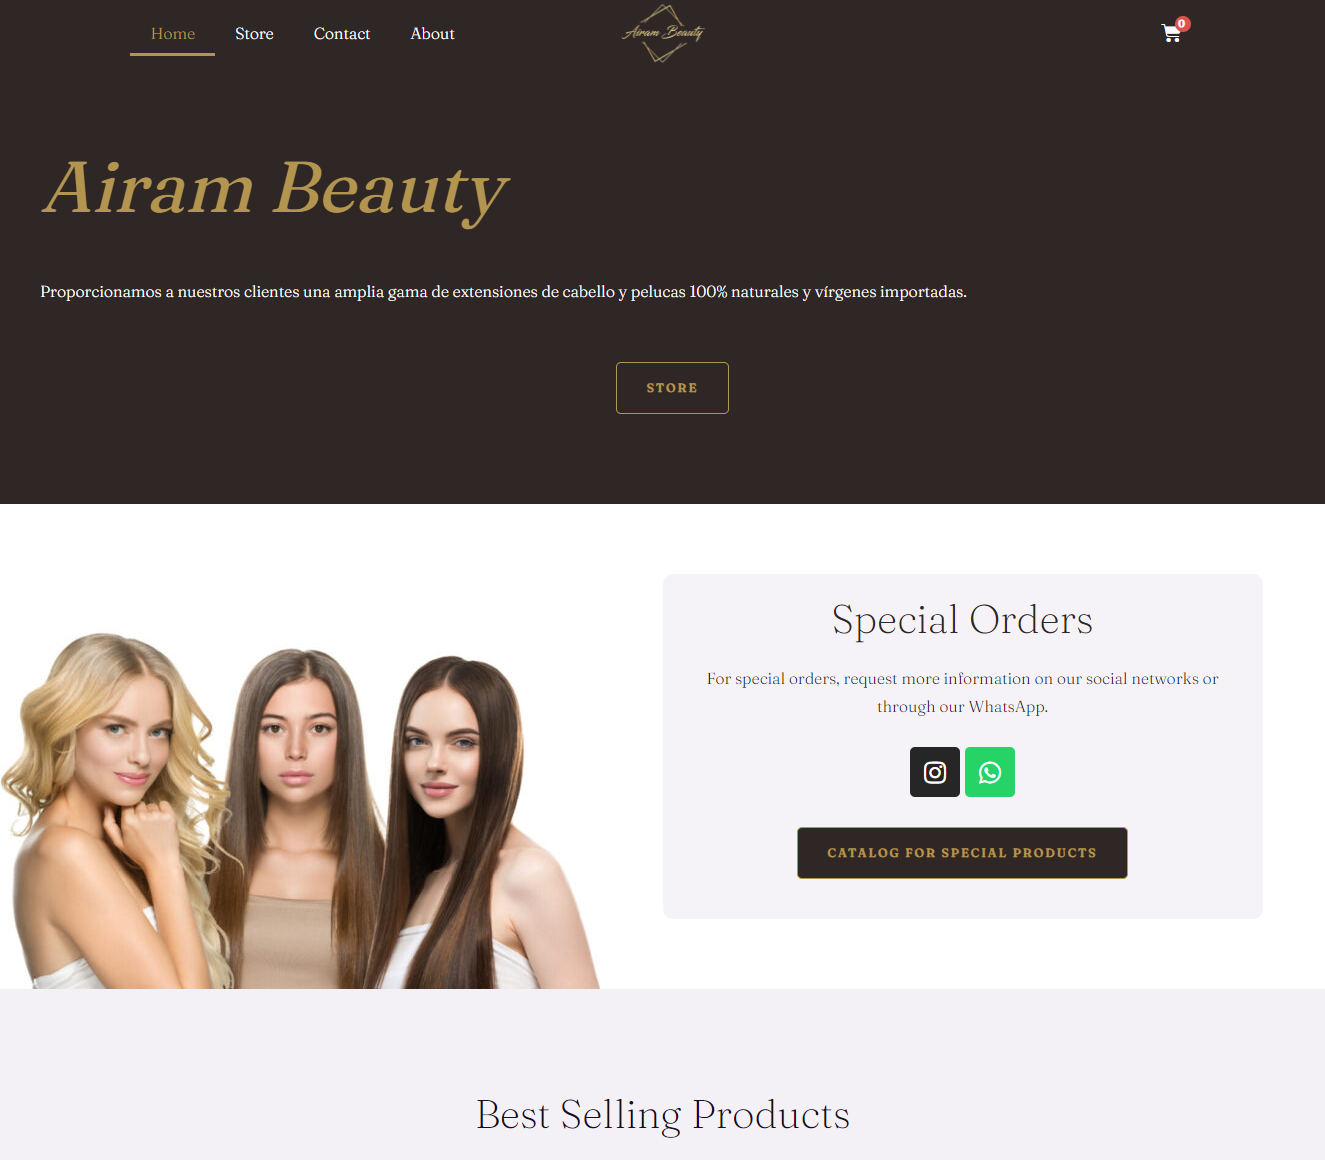 Home Store Contact About
Airam Beauty
0
Airam Beauty
Proporcionamos a nuestros clientes una amplia gama de extensiones de cabello y pelucas 100% naturales y vírgenes importadas.
STORE
Special Orders
For special orders, request more information on our social networks or
through our WhatsApp.
CATALOG FOR SPECIAL PRODUCTS
Best Selling Products